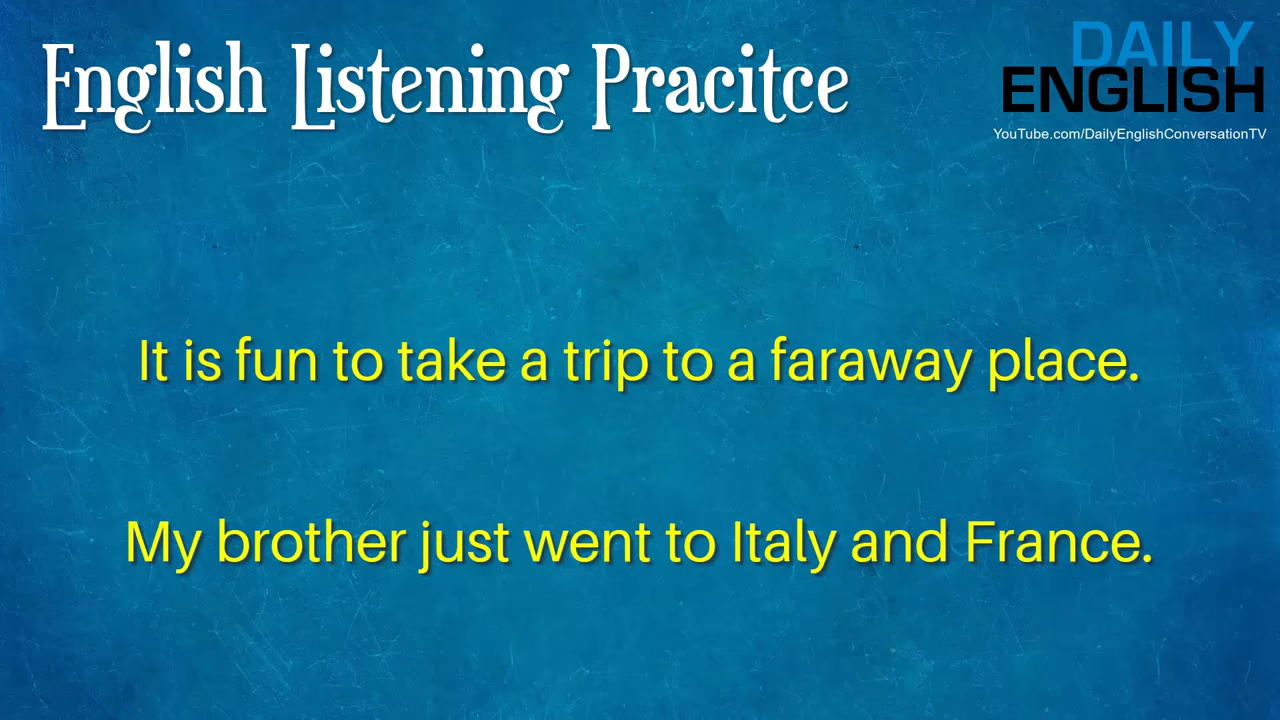 English Listening Pracitce
DAILY
ENGLISH
YouTube.com/DailyEnglishConversationTV
It is fun to take a trip to a faraway place.
My brother just went to Italy and France.